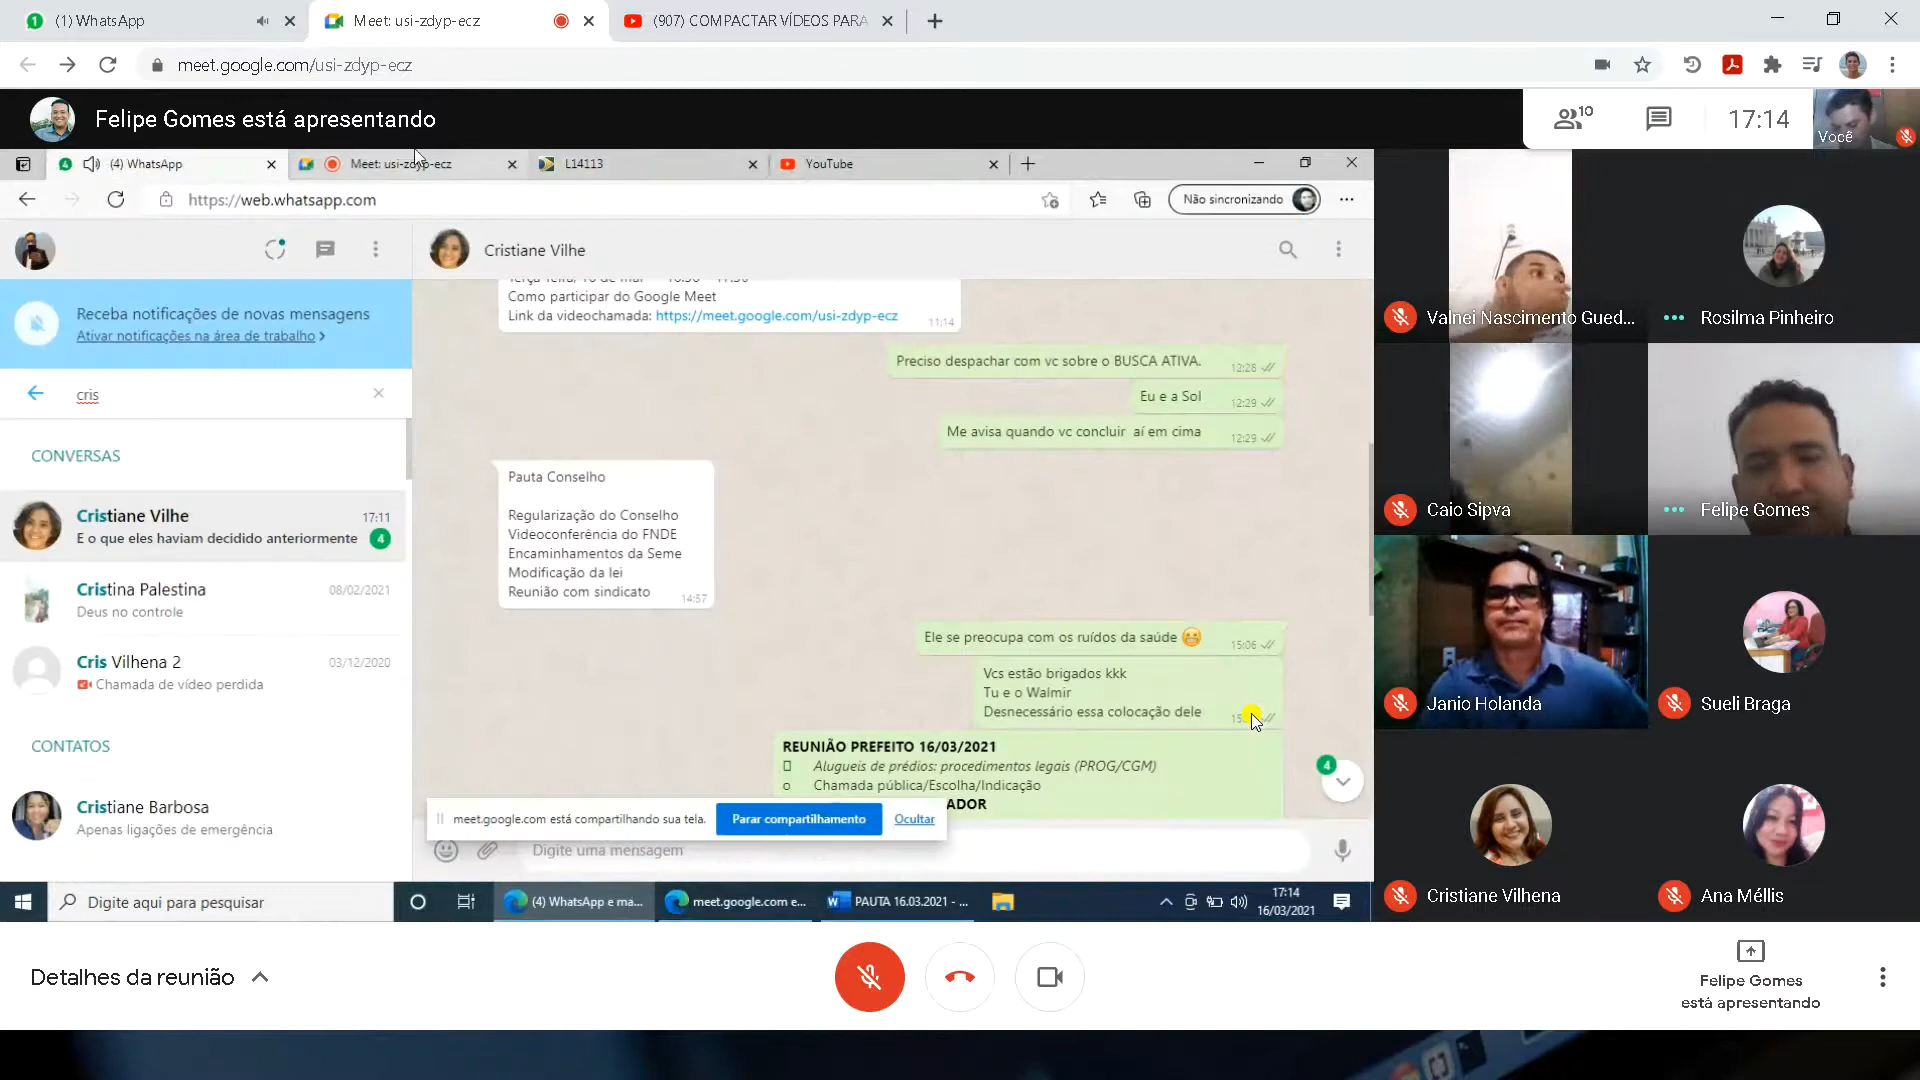 (1) WhatsApp
Meet: usi-zdyp-ecz
(907) COMPACTAR VÍDEOS PARA
meet.google.com/usi-zdyp-ecz
Felipe Gomes está apresentando
10
17:14
Você
(4) WhatsApp
Meet: usi-zdyp-ecz
L14113
YouTube
https://web.whatsapp.com
Não sincronizando
Cristiane Vilhe
Receba notificações de novas mensagens
Ativar notificações na área de trabalho >
cris
CONVERSAS
Cristiane Vilhe
17:11
E o que eles haviam decidido anteriormente
4
Cristina Palestina
08/02/2021
Deus no controle
Cris Vilhena 2
03/12/2020
Chamada de vídeo perdida
CONTATOS
Cristiane Barbosa
Apenas ligações de emergência
Como participar do Google Meet
Link da videochamada: https://meet.google.com/usi-zdyp-ecz
11:14
Preciso despachar com vc sobre o BUSCA ATIVA.
12:28
Eu e a Sol
12:29
Me avisa quando vc concluir aí em cima
12:29
Pauta Conselho
Regularização do Conselho
Videoconferência do FNDE
Encaminhamentos da Seme
Modificação da lei
Reunião com sindicato
14:57
Ele se preocupa com os ruídos da saúde 😬
15:06
Vcs estão brigados kkk
Tu e o Walmir
Desnecessário essa colocação dele
REUNIÃO PREFEITO 16/03/2021
Alugueis de prédios: procedimentos legais (PROG/CGM)
o Chamada pública/Escolha/Indicação
ADOR
4
meet.google.com está compartilhando sua tela.
Parar compartilhamento
Ocultar
Digite uma mensagem
Digite aqui para pesquisar
(4) WhatsApp e ma...
meet.google.com e...
PAUTA 16.03.2021 - ...
17:14
16/03/2021
Valnei Nascimento Gued...
Rosilma Pinheiro
Caio Sipva
Felipe Gomes
Janio Holanda
Sueli Braga
Cristiane Vilhena
Ana Méllis
Detalhes da reunião
Felipe Gomes
está apresentando